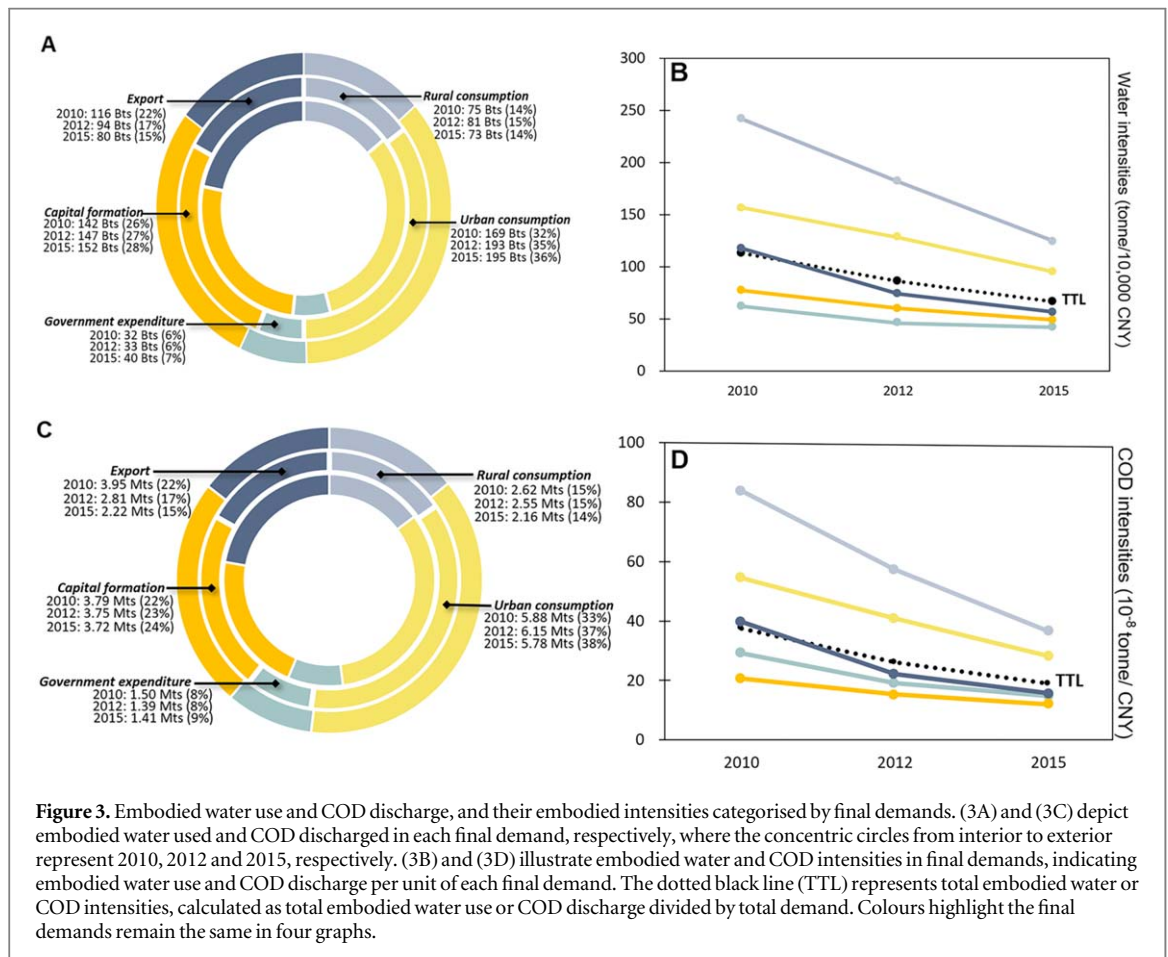 A
Export
2010: 116 Bts (22%)
2012: 94 Bts (17%)
2015: 80 Bts (15%)
Rural consumption
2010: 75 Bts (14%)
2012: 81 Bts (15%)
2015: 73 Bts (14%)
Capital formation
2010: 142 Bts (26%)
2012: 147 Bts (27%)
2015: 152 Bts (28%)
Urban consumption
2010: 169 Bts (32%)
2012: 193 Bts (35%)
2015: 195 Bts (36%)
Government expenditure
2010: 32 Bts (6%)
2012: 33 Bts (6%)
2015: 40 Bts (7%)
B
300
250
200
150
100
50
0
TTL
2010 2012 2015
Water intensities (tonne/10,000 CNY)
C
Export
2010: 3.95 Mts (22%)
2012: 2.81 Mts (17%)
2015: 2.22 Mts (15%)
Rural consumption
2010: 2.62 Mts (15%)
2012: 2.55 Mts (15%)
2015: 2.16 Mts (14%)
Capital formation
2010: 3.79 Mts (22%)
2012: 3.75 Mts (23%)
2015: 3.72 Mts (24%)
Urban consumption
2010: 5.88 Mts (33%)
2012: 6.15 Mts (37%)
2015: 5.78 Mts (38%)
Government expenditure
2010: 1.50 Mts (8%)
2012: 1.39 Mts (8%)
2015: 1.41 Mts (9%)
D
100
80
60
40
20
0
TTL
2010 2012 2015
COD intensities (10⁻⁸ tonne/ CNY)
Figure 3. Embodied water use and COD discharge, and their embodied intensities categorised by final demands. (3A) and (3C) depict
embodied water used and COD discharged in each final demand, respectively, where the concentric circles from interior to exterior
represent 2010, 2012 and 2015, respectively. (3B) and (3D) illustrate embodied water and COD intensities in final demands, indicating
embodied water use and COD discharge per unit of each final demand. The dotted black line (TTL) represents total embodied water or
COD intensities, calculated as total embodied water use or COD discharge divided by total demand. Colours highlight the final
demands remain the same in four graphs.